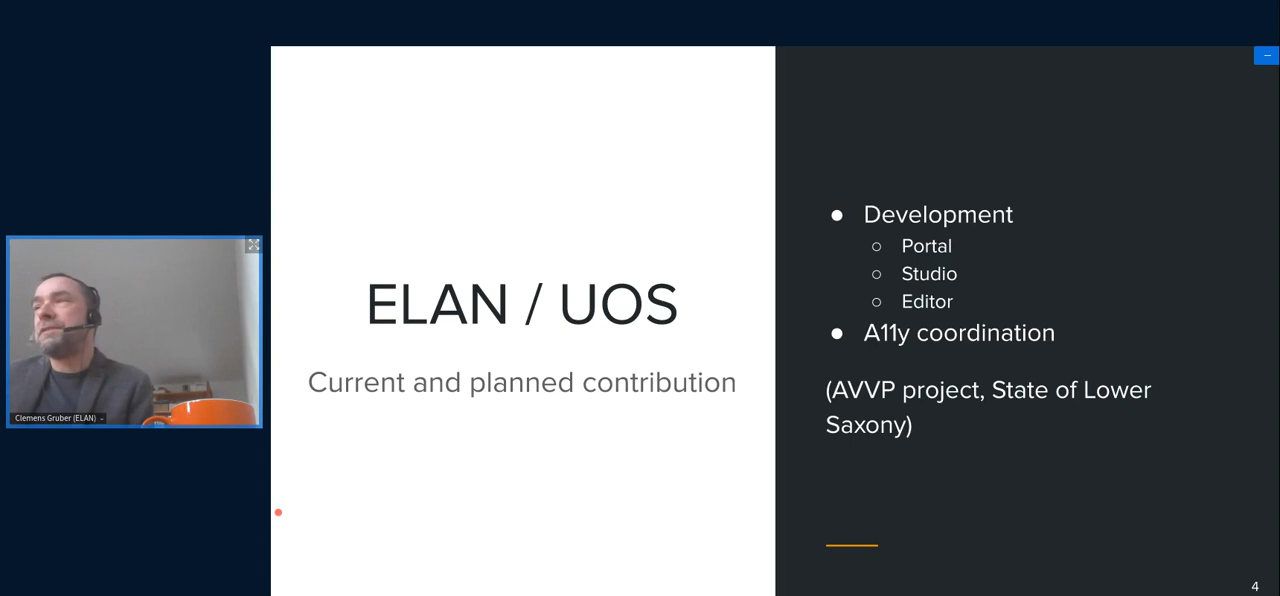 ELAN / UOS
Current and planned contribution
Development
Portal
Studio
Editor
A11y coordination
(AVVP project, State of Lower
Saxony)
Clemens Gruber (ELAN)
4